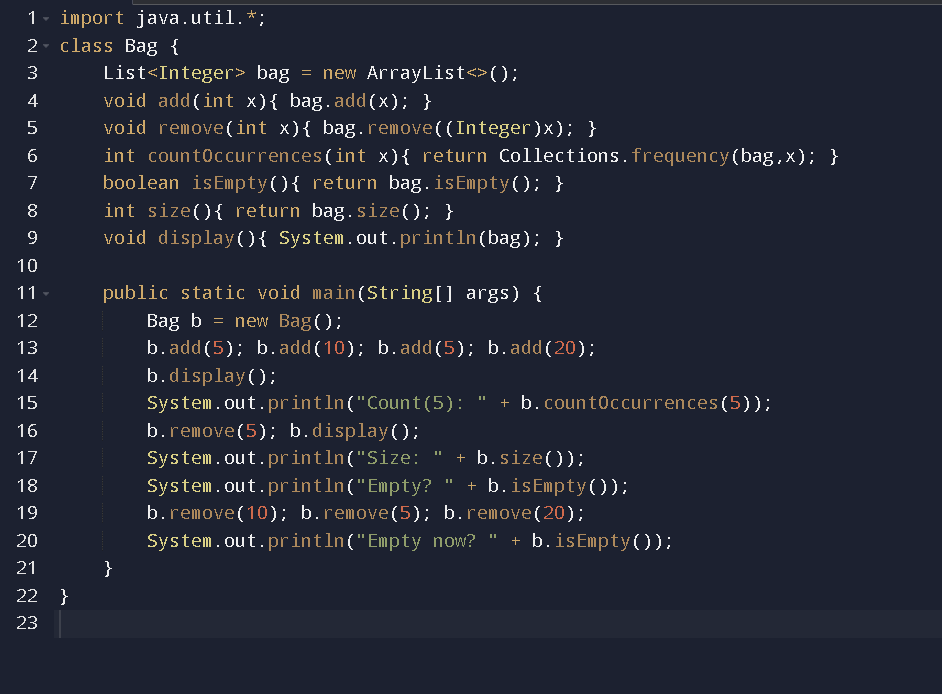 1 import java.util.*;
2 class Bag {
3     List<Integer> bag = new ArrayList<>();
4     void add(int x){ bag.add(x); }
5     void remove(int x){ bag.remove((Integer)x); }
6     int countOccurrences(int x){ return Collections.frequency(bag,x); }
7     boolean isEmpty(){ return bag.isEmpty(); }
8     int size(){ return bag.size(); }
9     void display(){ System.out.println(bag); }
10
11     public static void main(String[] args) {
12         Bag b = new Bag();
13         b.add(5); b.add(10); b.add(5); b.add(20);
14         b.display();
15         System.out.println("Count(5): " + b.countOccurrences(5));
16         b.remove(5); b.display();
17         System.out.println("Size: " + b.size());
18         System.out.println("Empty? " + b.isEmpty());
19         b.remove(10); b.remove(5); b.remove(20);
20         System.out.println("Empty now? " + b.isEmpty());
21     }
22 }
23